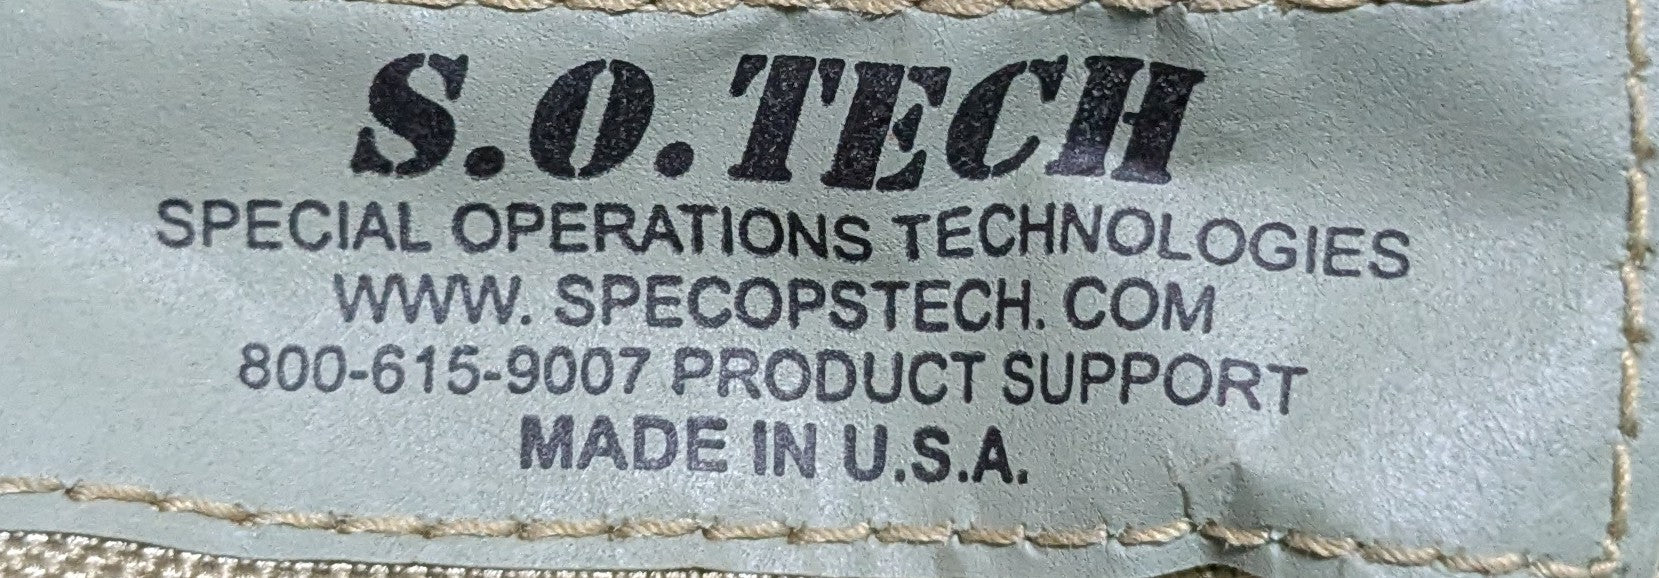 S.O.TECH
SPECIAL OPERATIONS TECHNOLOGIES
WWW. SPECOPSTECH. COM
800-615-9007 PRODUCT SUPPORT
MADE IN U.S.A.